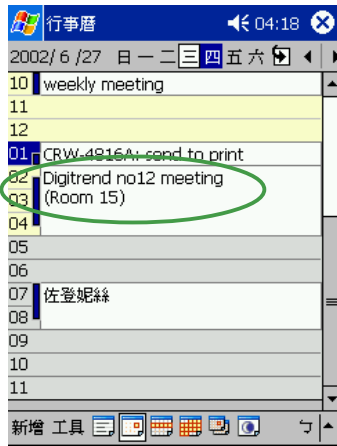 行事曆 04:18
2002/ 6 /27 日 一 二 三 四 五 六
10 weekly meeting
11
12
01 CRW-4816A: send to print
02 Digitrend no12 meeting
03 (Room 15)
04
05
06
07 佐登妮絲
08
09
10
11
新增 工具 ㄅ